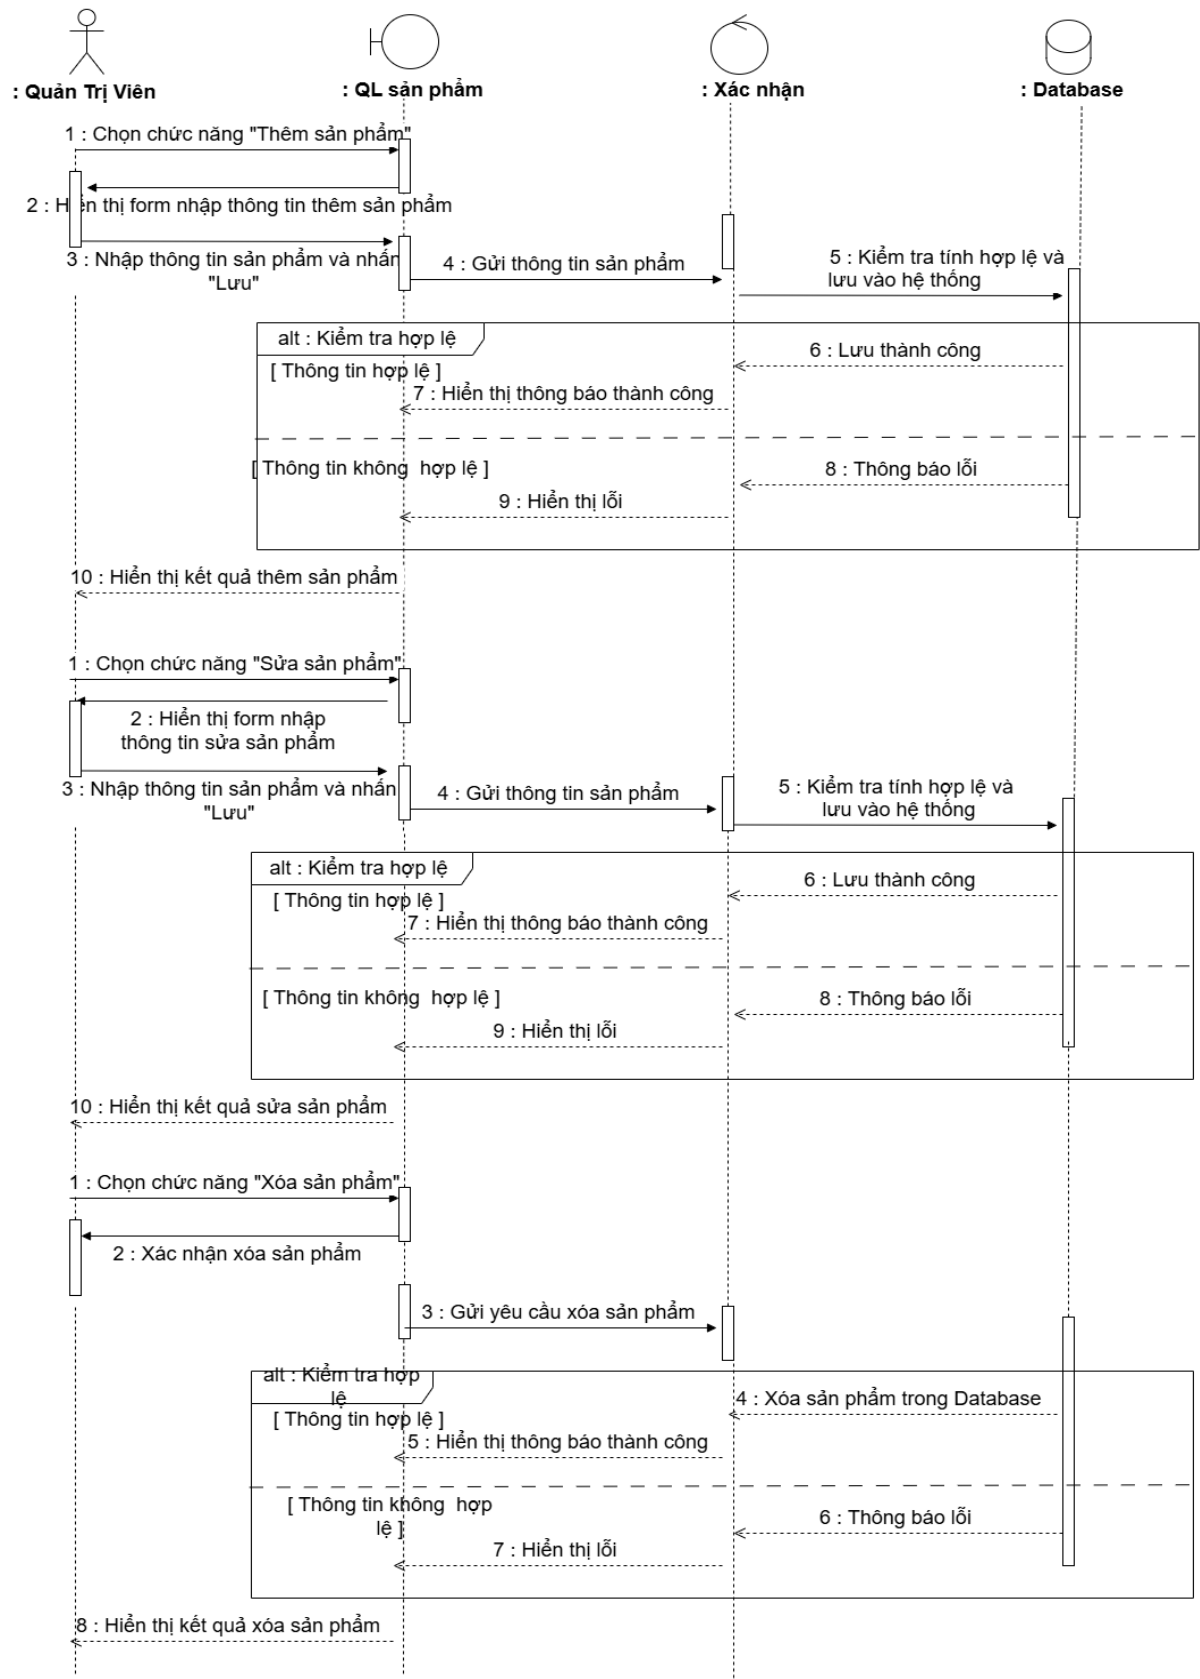 : Quản Trị Viên
: QL sản phẩm
: Xác nhận
: Database
1 : Chọn chức năng "Thêm sản phẩm"
2 : Hiển thị form nhập thông tin thêm sản phẩm
3 : Nhập thông tin sản phẩm và nhấn
"Lưu"
4 : Gửi thông tin sản phẩm
5 : Kiểm tra tính hợp lệ và
lưu vào hệ thống
alt : Kiểm tra hợp lệ
6 : Lưu thành công
[ Thông tin hợp lệ ]
7 : Hiển thị thông báo thành công
[ Thông tin không hợp lệ ]
8 : Thông báo lỗi
9 : Hiển thị lỗi
10 : Hiển thị kết quả thêm sản phẩm
1 : Chọn chức năng "Sửa sản phẩm"
2 : Hiển thị form nhập
thông tin sửa sản phẩm
3 : Nhập thông tin sản phẩm và nhấn
"Lưu"
4 : Gửi thông tin sản phẩm
5 : Kiểm tra tính hợp lệ và
lưu vào hệ thống
alt : Kiểm tra hợp lệ
6 : Lưu thành công
[ Thông tin hợp lệ ]
7 : Hiển thị thông báo thành công
[ Thông tin không hợp lệ ]
8 : Thông báo lỗi
9 : Hiển thị lỗi
10 : Hiển thị kết quả sửa sản phẩm
1 : Chọn chức năng "Xóa sản phẩm"
2 : Xác nhận xóa sản phẩm
3 : Gửi yêu cầu xóa sản phẩm
alt : Kiểm tra hợp
lệ
4 : Xóa sản phẩm trong Database
[ Thông tin hợp lệ ]
5 : Hiển thị thông báo thành công
[ Thông tin không hợp
lệ ]
6 : Thông báo lỗi
7 : Hiển thị lỗi
8 : Hiển thị kết quả xóa sản phẩm